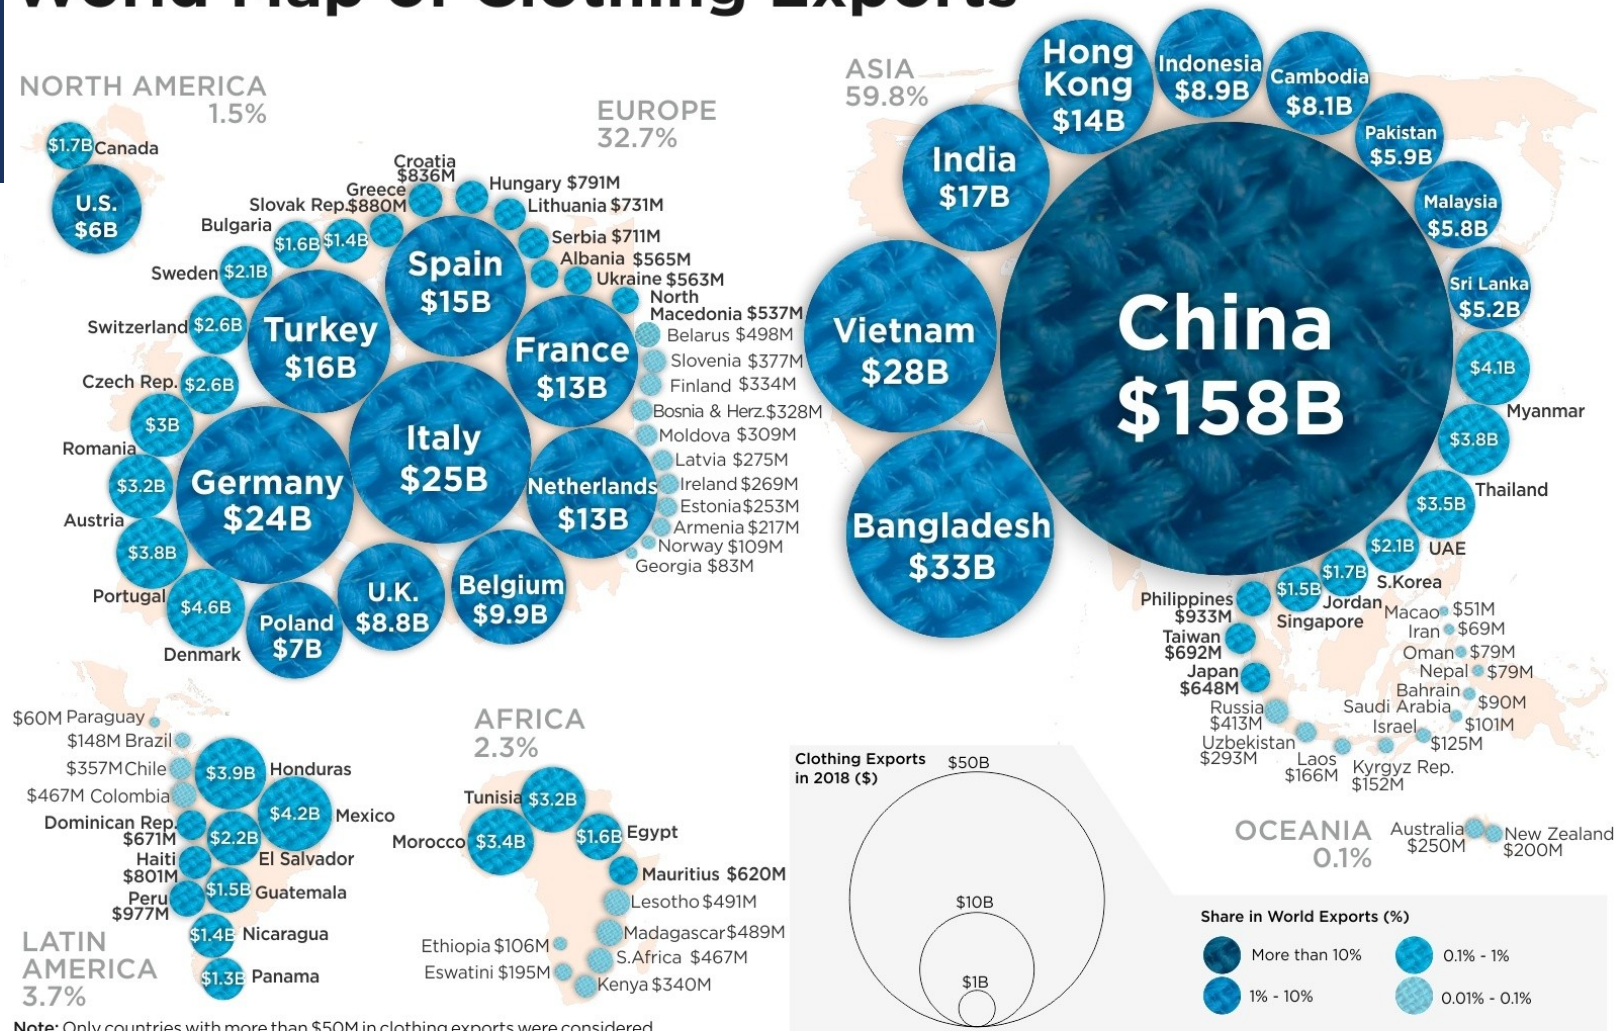 World Map of Clothing Exports
NORTH AMERICA
1.5%
$1.7B Canada
U.S.
$6B
EUROPE
32.7%
Croatia
$836M
Hungary $791M
Greece
$880M
Lithuania $731M
Slovak Rep.
$1.4B
Bulgaria
$1.6B
Serbia $711M
Albania $565M
Ukraine $563M
North
Macedonia $537M
Sweden $2.1B
Switzerland $2.6B
Czech Rep. $2.6B
$3B
Romania
$3.2B
Austria
$3.8B
Portugal
$4.6B
Denmark
Spain
$15B
Turkey
$16B
France
$13B
Italy
$25B
Germany
$24B
Netherlands
$13B
Poland
$7B
U.K.
$8.8B
Belgium
$9.9B
Belarus $498M
Slovenia $377M
Finland $334M
Bosnia & Herz. $328M
Moldova $309M
Latvia $275M
Ireland $269M
Estonia $253M
Armenia $217M
Norway $109M
Georgia $83M
ASIA
59.8%
Hong
Kong
$14B
Indonesia
$8.9B
Cambodia
$8.1B
Pakistan
$5.9B
Malaysia
$5.8B
Sri Lanka
$5.2B
India
$17B
Vietnam
$28B
Bangladesh
$33B
China
$158B
$4.1B
Myanmar
$3.8B
Thailand
$3.5B
UAE
$2.1B
S.Korea
$1.7B
Jordan
$1.5B
Singapore
Philippines
$933M
Taiwan
$692M
Japan
$648M
Russia
$413M
Uzbekistan
$293M
Laos
$166M
Kyrgyz Rep.
$152M
Israel
$125M
Saudi Arabia
$101M
Bahrain
$90M
Nepal $79M
Oman $79M
Iran $69M
Macao $51M
OCEANIA
0.1%
Australia
$250M
New Zealand
$200M
$60M Paraguay
$148M Brazil
$357M Chile
$467M Colombia
Dominican Rep.
$671M
Haiti
$801M
Peru
$977M
$3.9B Honduras
$4.2B Mexico
$2.2B
El Salvador
$1.5B Guatemala
$1.4B Nicaragua
$1.3B Panama
LATIN
AMERICA
3.7%
AFRICA
2.3%
Tunisia $3.2B
Morocco $3.4B
$1.6B Egypt
Mauritius $620M
Lesotho $491M
Madagascar $489M
S.Africa $467M
Kenya $340M
Ethiopia $106M
Eswatini $195M
Clothing Exports
in 2018 ($)
$50B
$10B
$1B
Share in World Exports (%)
More than 10%
1% - 10%
0.1% - 1%
0.01% - 0.1%
Note: Only countries with more than $50M in clothing exports were considered